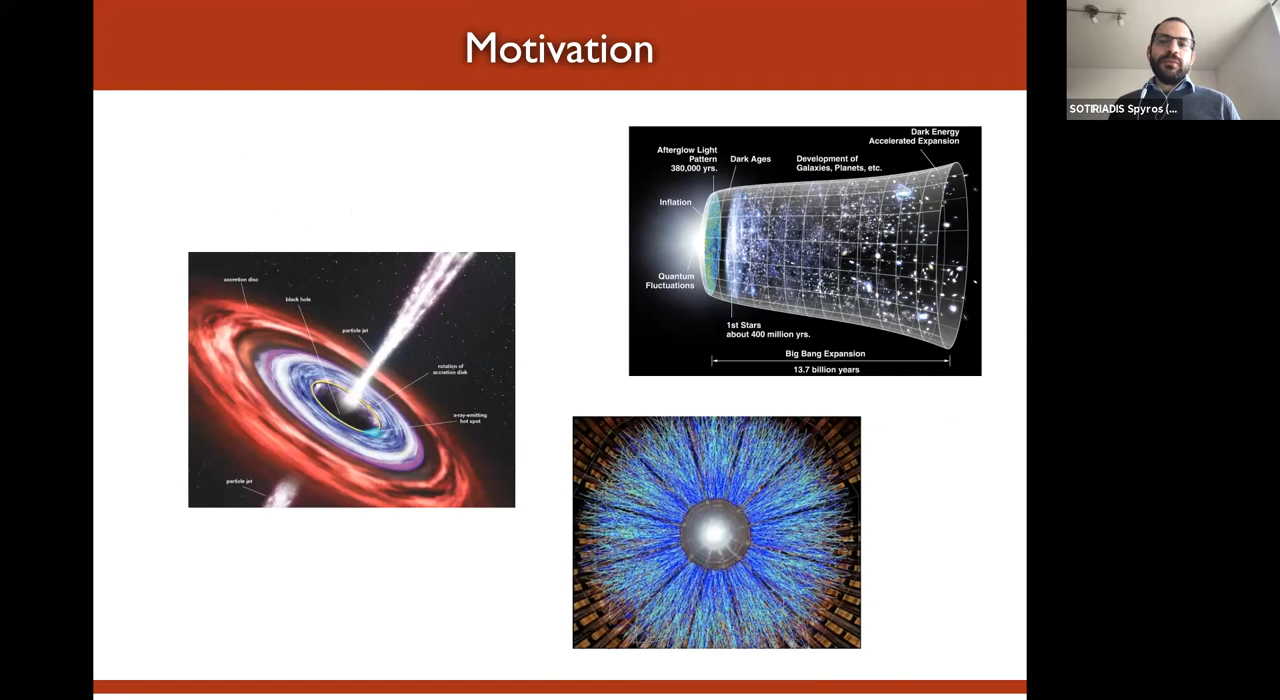 Motivation
SOTIRIADIS Spyros (...
Dark Energy
Accelerated Expansion
Afterglow Light
Pattern
380,000 yrs.
Dark Ages
Development of
Galaxies, Planets, etc.
Inflation
Quantum
Fluctuations
1st Stars
about 400 million yrs.
Big Bang Expansion
13.7 billion years
accretion disc
black hole
particle jet
rotation of
accretion disk
x-ray-emitting
hot spot
particle jet